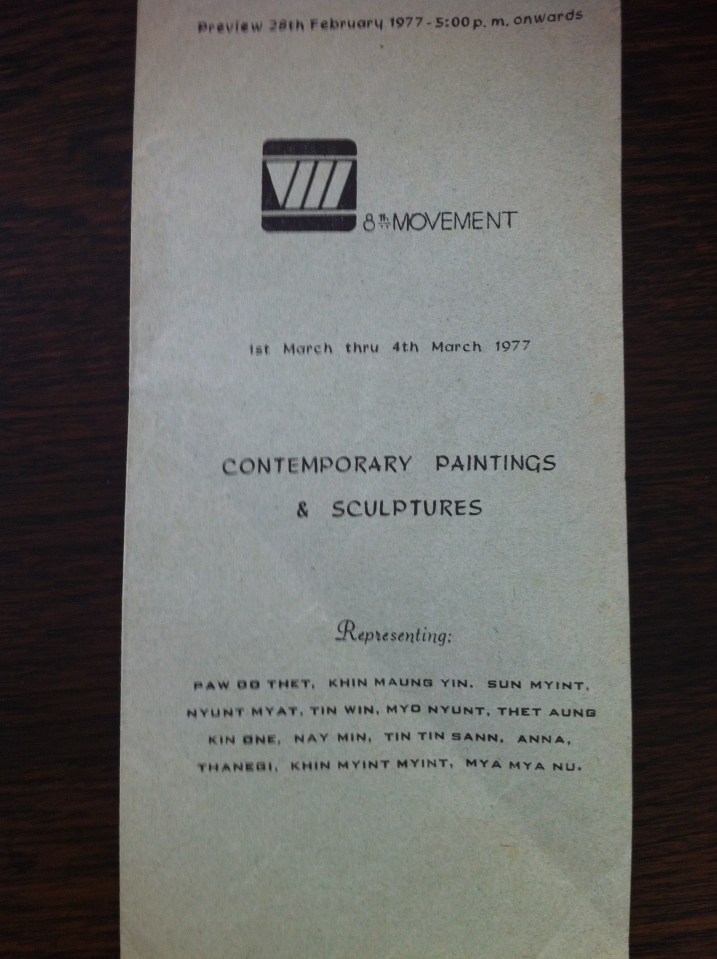 Preview 28th February 1977 - 5:00 p. m. onwards
VIII
8th MOVEMENT
1st March thru 4th March 1977
CONTEMPORARY PAINTINGS
& SCULPTURES
Representing:
PAW OO THET, KHIN MAUNG YIN. SUN MYINT,
NYUNT MYAT, TIN WIN, MYO NYUNT, THET AUNG
KIN ONE, NAY MIN, TIN TIN SANN, ANNA,
THANEGI, KHIN MYINT MYINT, MYA MYA NU.